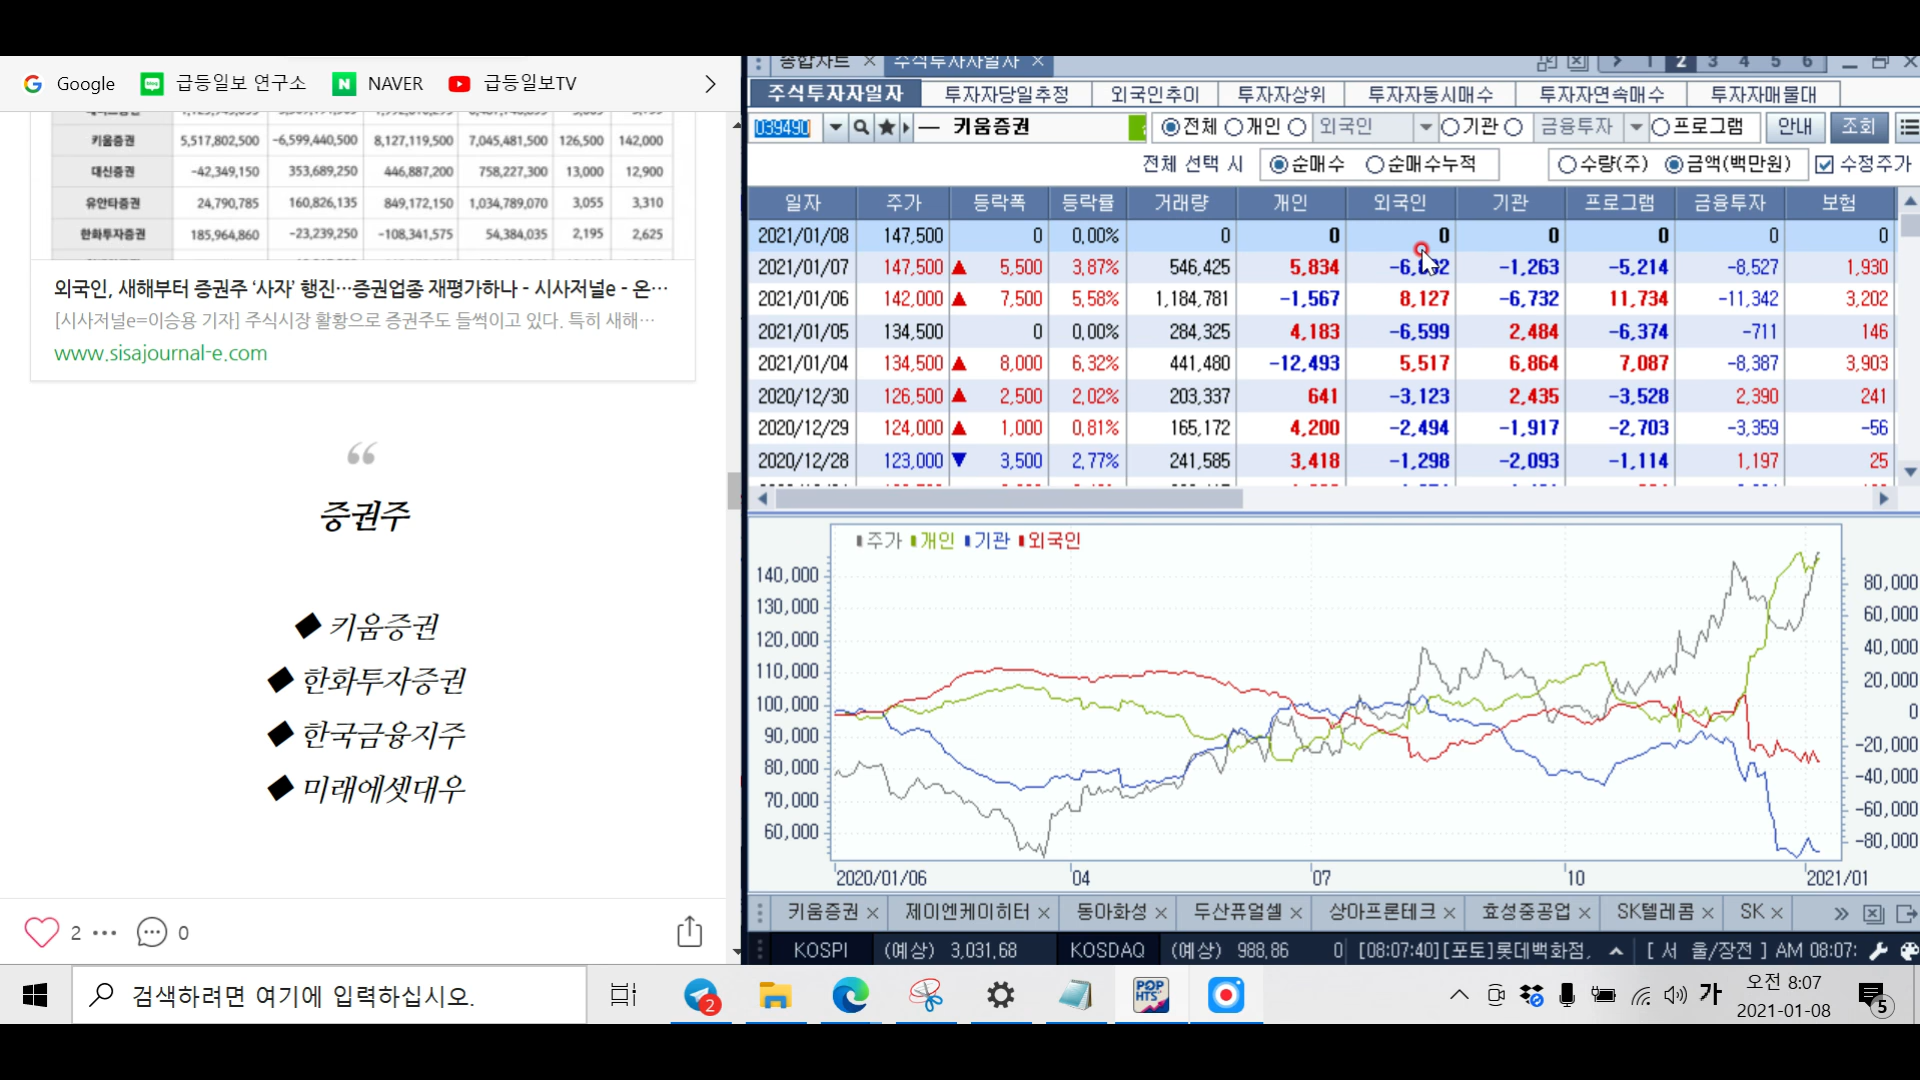 Google 급등일보 연구소 NAVER 급등일보TV
키움증권 5,517,802,500 -6,599,440,500 8,127,119,500 7,045,481,500 126,500 142,000
대신증권 -42,349,150 353,689,250 446,887,200 758,227,300 13,000 12,900
유안타증권 24,790,785 160,826,135 849,172,150 1,034,789,070 3,055 3,310
한화투자증권 185,964,860 -23,239,250 -108,341,575 54,384,035 2,195 2,625
외국인, 새해부터 증권주 ‘사자’ 행진…증권업종 재평가하나 - 시사저널e - 온…
[시사저널e=이승용 기자] 주식시장 활황으로 증권주도 들썩이고 있다. 특히 새해…
www.sisajournal-e.com
“
증권주
◆ 키움증권
◆ 한화투자증권
◆ 한국금융지주
◆ 미래에셋대우
2 0
종합차트 주식투자자일자 1 2 3 4 5 6
주식투자자일자 투자자당일추정 외국인추이 투자자상위 투자자동시매수 투자자연속매수 투자자매물대
039490 키움증권 전체 개인 외국인 기관 금융투자 프로그램 안내 조회
전체 선택 시 순매수 순매수누적 수량(주) 금액(백만원) 수정주가
일자 주가 등락폭 등락률 거래량 개인 외국인 기관 프로그램 금융투자 보험
2021/01/08 147,500 0 0,00% 0 0 0 0 0 0 0
2021/01/07 147,500 ▲ 5,500 3,87% 546,425 5,834 -1,263 -5,214 -8,527 1,930
2021/01/06 142,000 ▲ 7,500 5,58% 1,184,781 -1,567 8,127 -6,732 11,734 -11,342 3,202
2021/01/05 134,500 0 0,00% 284,325 4,183 -6,599 2,484 -6,374 -711 146
2021/01/04 134,500 ▲ 8,000 6,32% 441,480 -12,493 5,517 6,864 7,087 -8,387 3,903
2020/12/30 126,500 ▲ 2,500 2,02% 203,337 641 -3,123 2,435 -3,528 2,390 241
2020/12/29 124,000 ▲ 1,000 0,81% 165,172 4,200 -2,494 -1,917 -2,703 -3,359 -56
2020/12/28 123,000 ▼ 3,500 2,77% 241,585 3,418 -1,298 -2,093 -1,114 1,197 25
주가 개인 기관 외국인
140,000 80,000
130,000 60,000
120,000 40,000
110,000 20,000
100,000 0
90,000 -20,000
80,000 -40,000
70,000 -60,000
60,000 -80,000
2020/01/06 04 07 10 2021/01
키움증권 제이엔케이히터 동아화성 두산퓨얼셀 상아프론테크 효성중공업 SK텔레콤 SK
KOSPI (예상) 3,031,68 KOSDAQ (예상) 988,86 0 [08:07:40][포토]롯데백화점, [ 서 울/장전 ] AM 08:07:
검색하려면 여기에 입력하십시오. 2 POP HTS 가 오전 8:07
2021-01-08 5